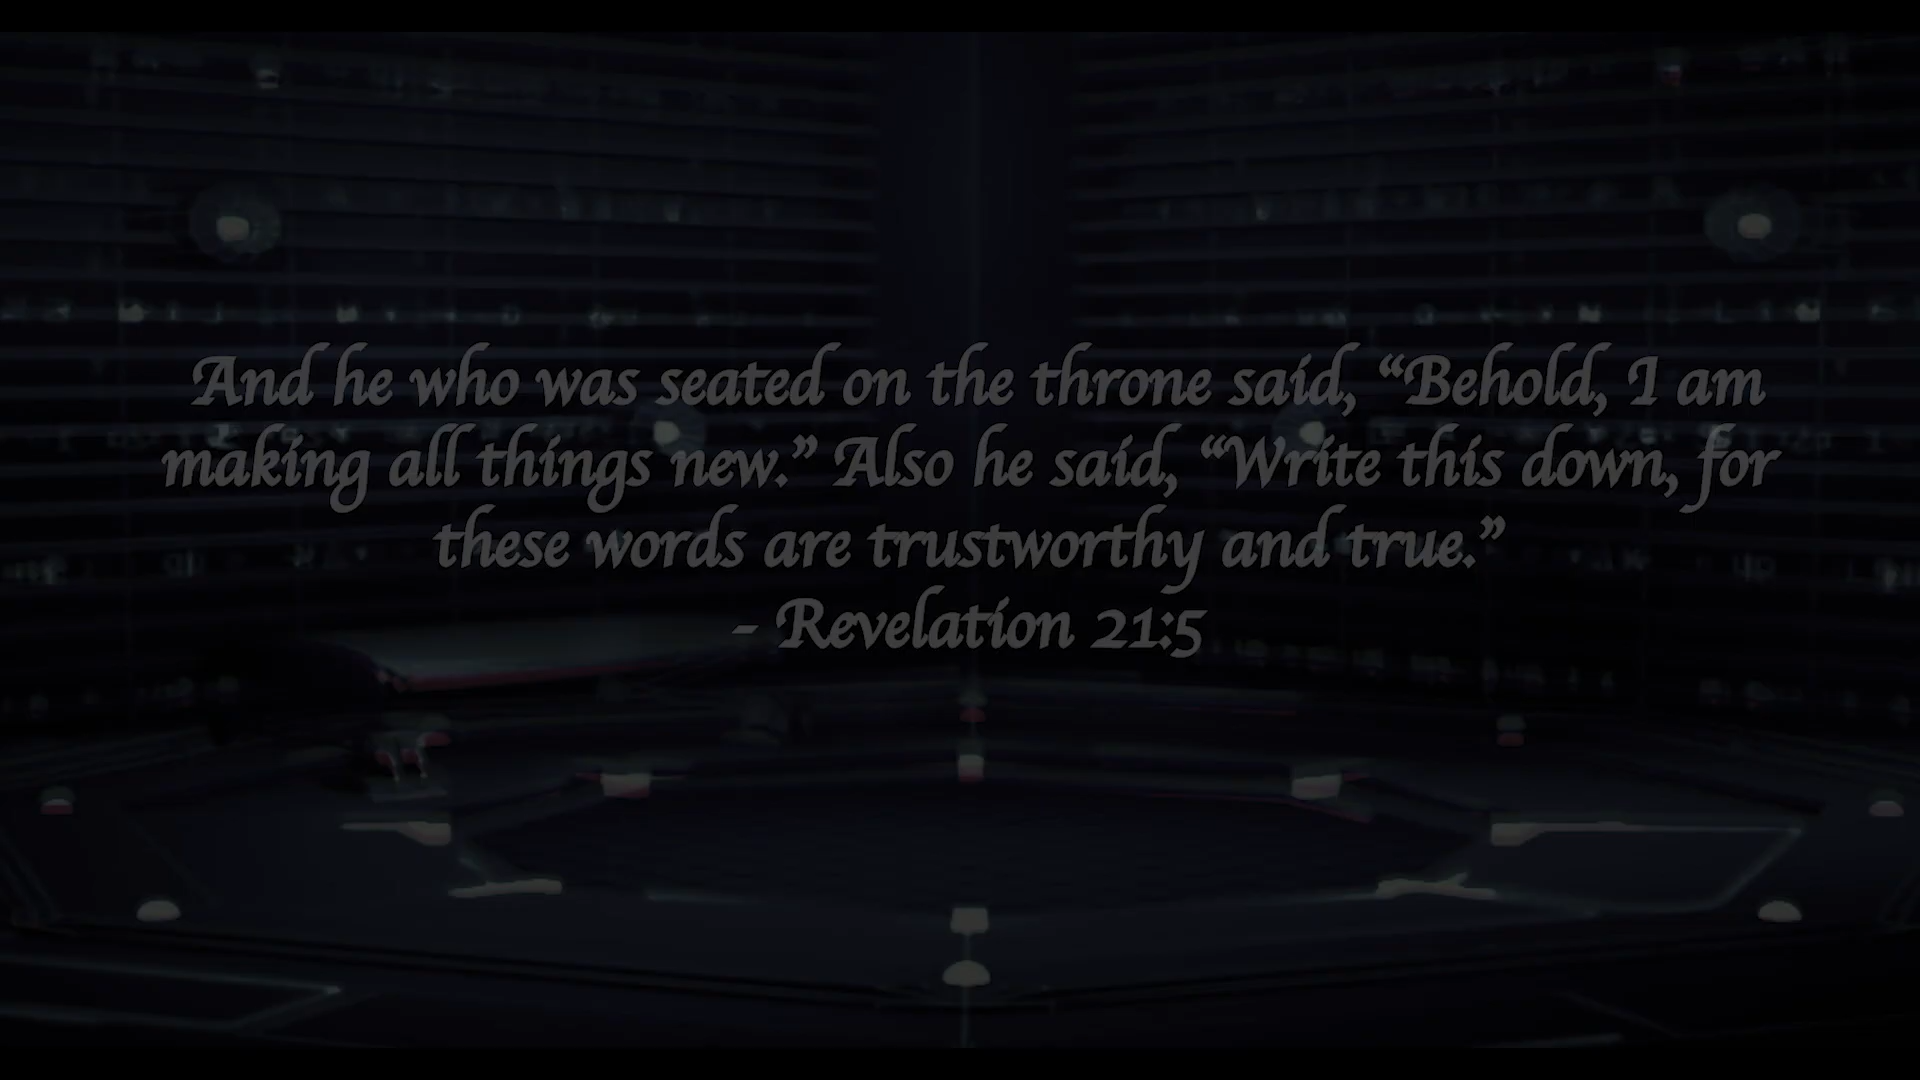 And he who was seated on the throne said, “Behold, I am
making all things new.” Also he said, “Write this down, for
these words are trustworthy and true.”
- Revelation 21:5